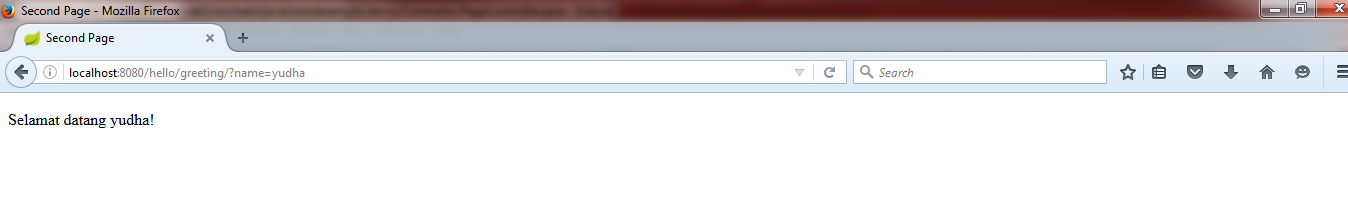 Second Page - Mozilla Firefox
Second Page
localhost:8080/hello/greeting/?name=yudha
Search
Selamat datang yudha!